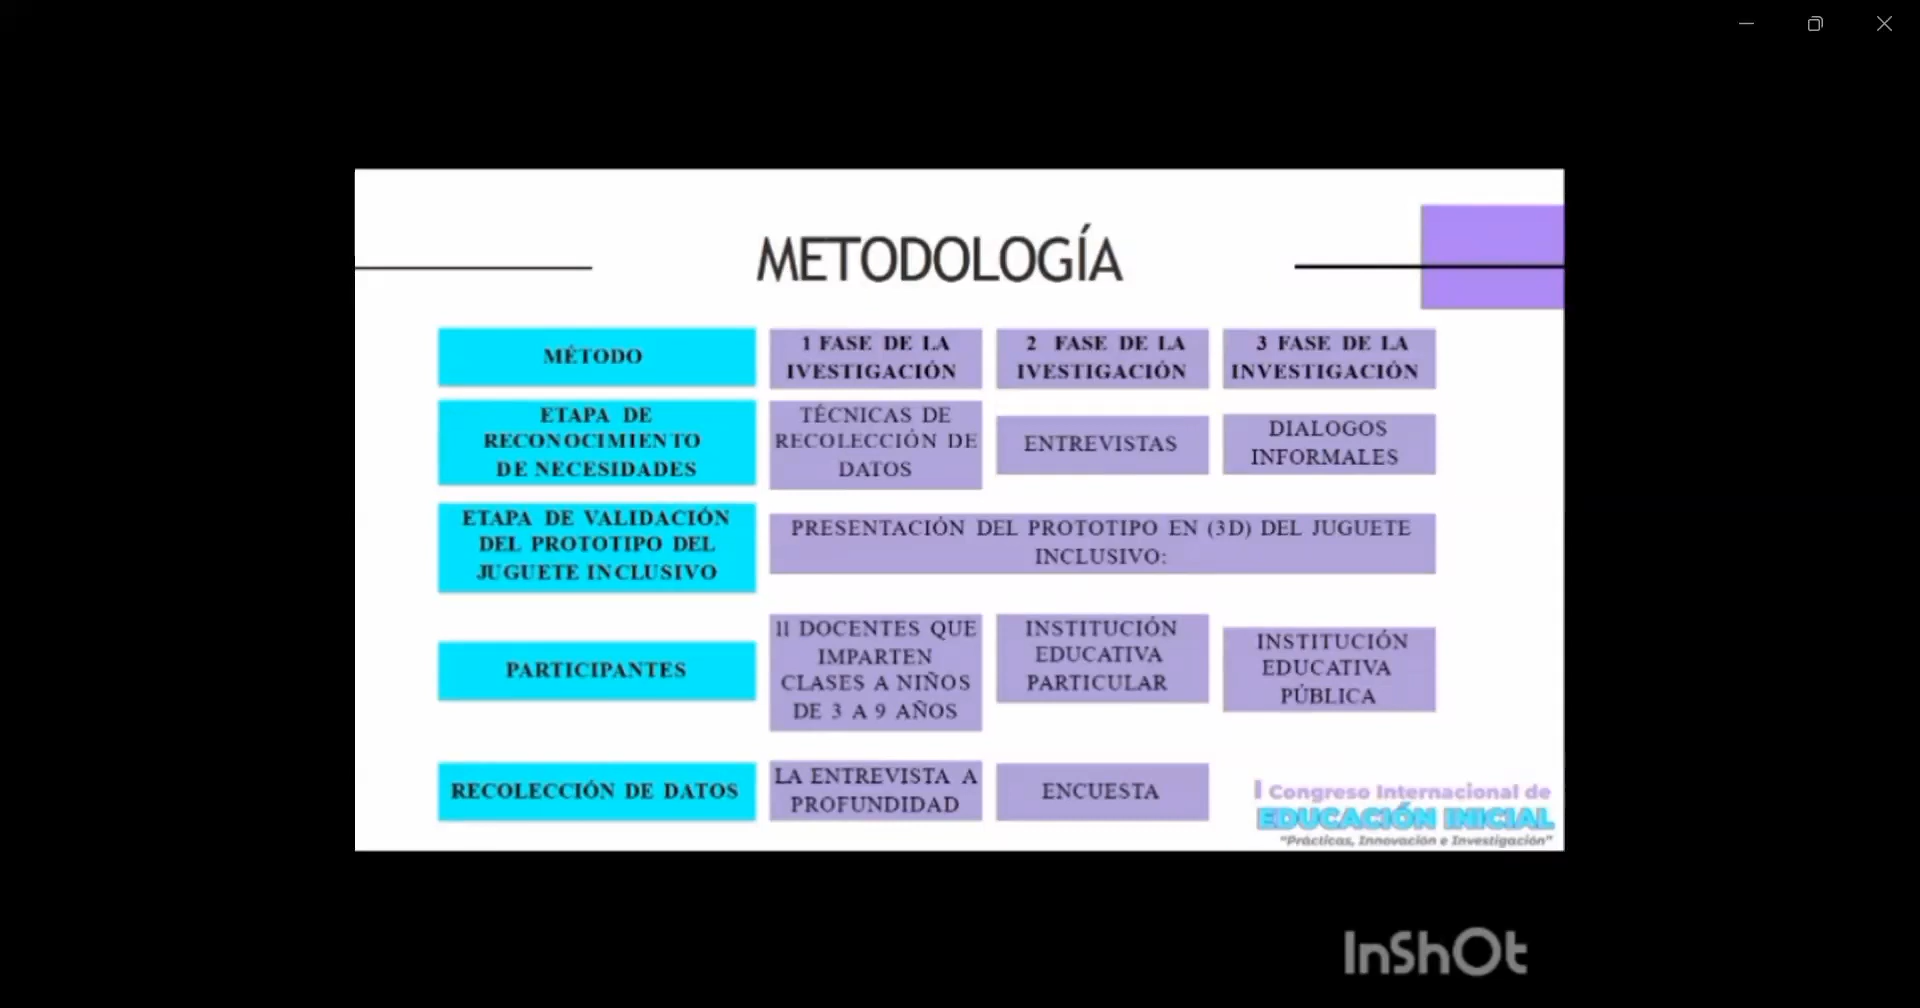 METODOLOGÍA
MÉTODO
1 FASE DE LA
IVESTIGACIÓN
2 FASE DE LA
IVESTIGACIÓN
3 FASE DE LA
INVESTIGACIÓN
ETAPA DE
RECONOCIMIENTO
DE NECESIDADES
TÉCNICAS DE
RECOLECCIÓN DE
DATOS
ENTREVISTAS
DIALOGOS
INFORMALES
ETAPA DE VALIDACIÓN
DEL PROTOTIPO DEL
JUGUETE INCLUSIVO
PRESENTACIÓN DEL PROTOTIPO EN (3D) DEL JUGUETE
INCLUSIVO:
PARTICIPANTES
11 DOCENTES QUE
IMPARTEN
CLASES A NIÑOS
DE 3 A 9 AÑOS
INSTITUCIÓN
EDUCATIVA
PARTICULAR
INSTITUCIÓN
EDUCATIVA
PÚBLICA
RECOLECCIÓN DE DATOS
LA ENTREVISTA A
PROFUNDIDAD
ENCUESTA
I Congreso Internacional de
EDUCACIÓN INICIAL
"Prácticas, Innovación e Investigación"
InShOt